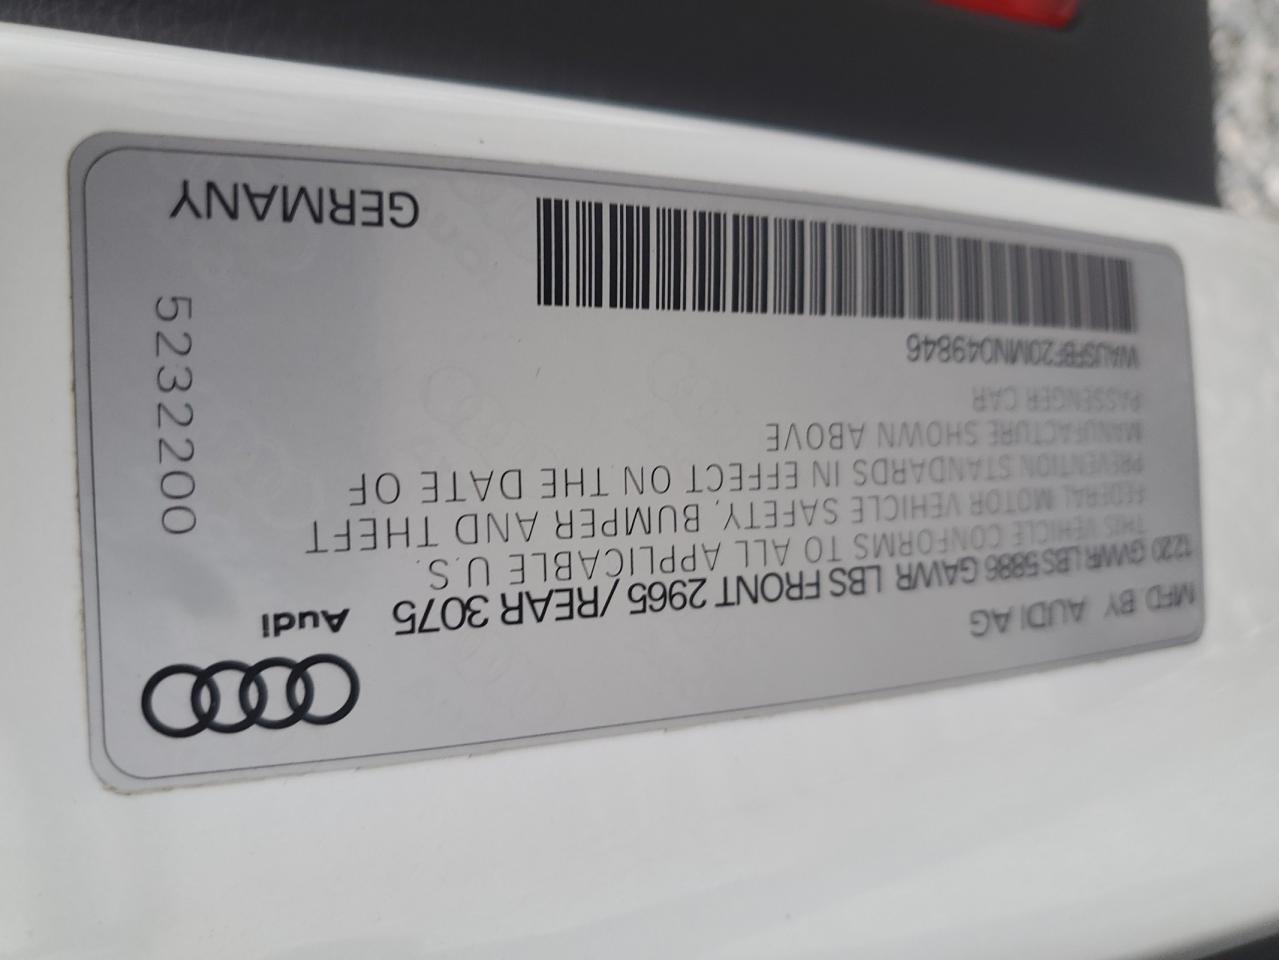 Audi
MFD. BY AUDI AG
1220 GVWR LBS 5886 GAWR LBS FRONT 2965 / REAR 3075
THIS VEHICLE CONFORMS TO ALL APPLICABLE U.S.
FEDERAL MOTOR VEHICLE SAFETY, BUMPER AND THEFT
PREVENTION STANDARDS IN EFFECT ON THE DATE OF
MANUFACTURE SHOWN ABOVE
PASSENGER CAR
WAUSFBF20MN049846
GERMANY
5232200